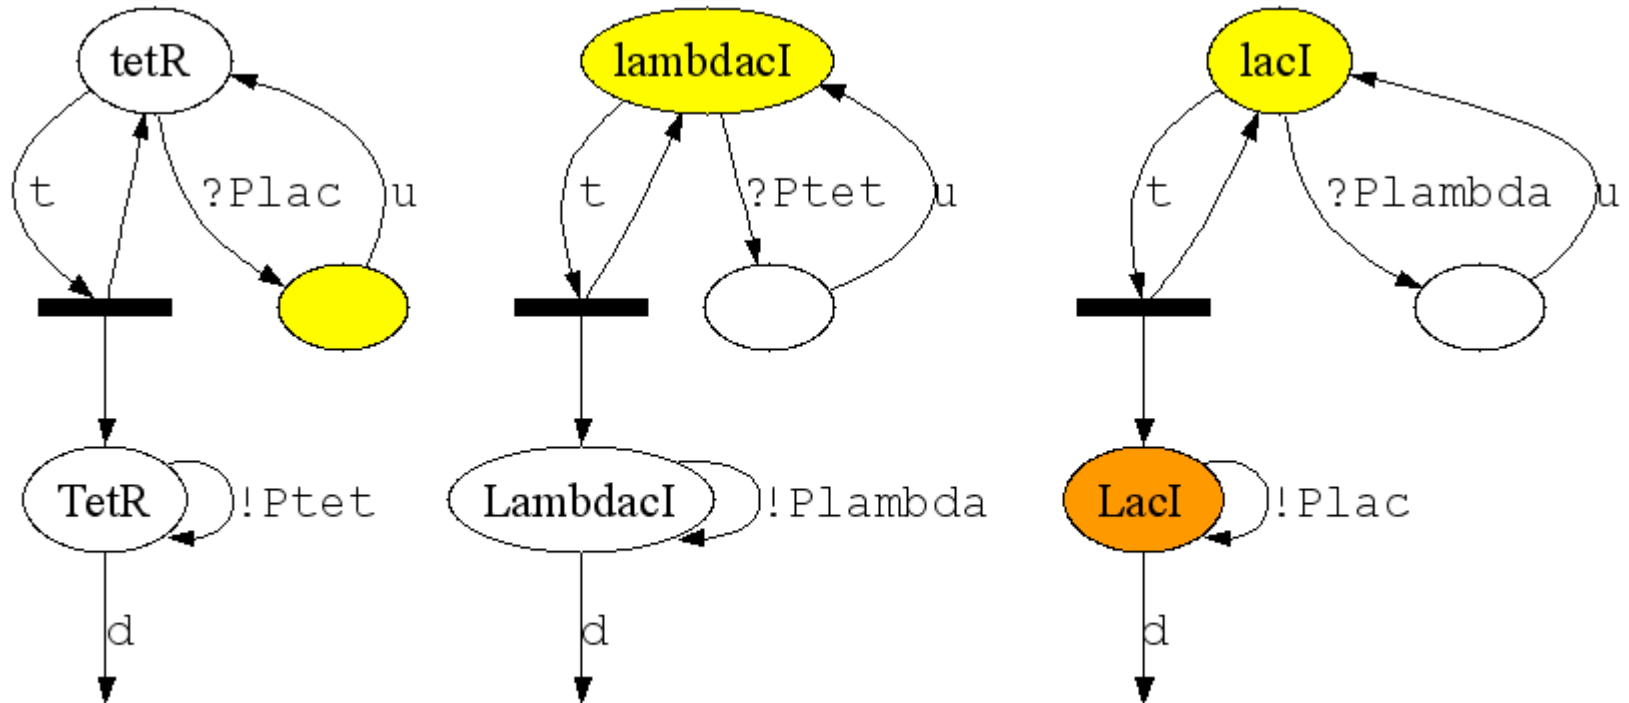 tetR
lambdacI
lacI
t
?Plac
u
t
?Ptet
u
t
?Plambda
u
TetR
!Ptet
LambdacI
!Plambda
LacI
!Plac
d
d
d